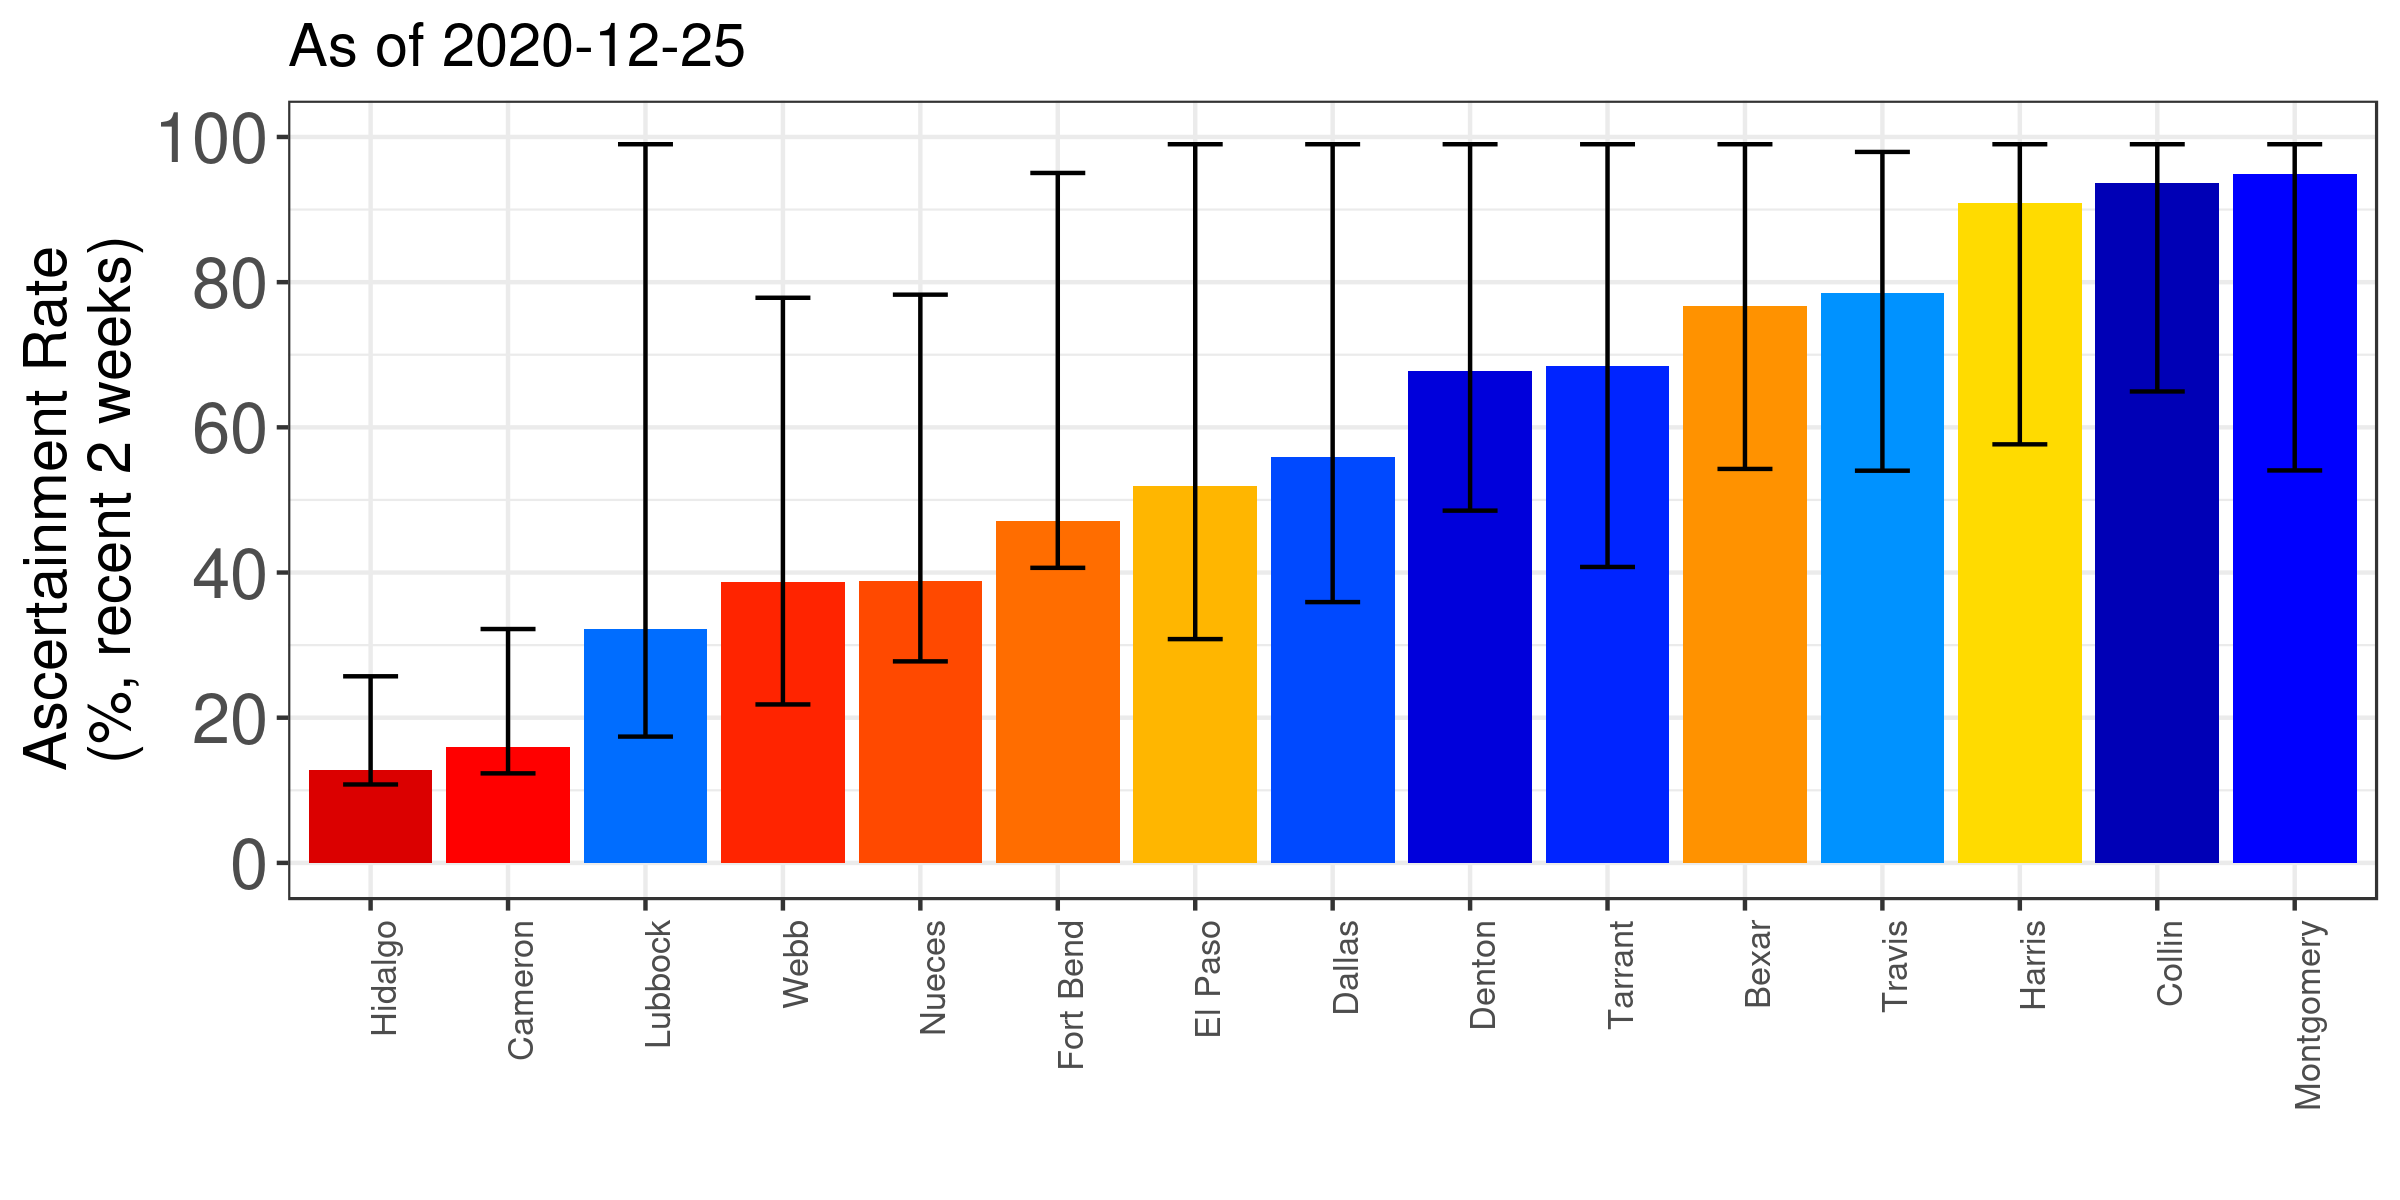 As of 2020-12-25
Ascertainment Rate
(%, recent 2 weeks)
100
80
60
40
20
0
Hidalgo
Cameron
Lubbock
Webb
Nueces
Fort Bend
El Paso
Dallas
Denton
Tarrant
Bexar
Travis
Harris
Collin
Montgomery